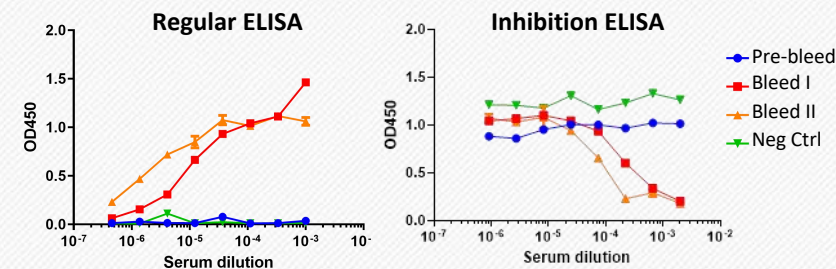 Regular ELISA
2.0
1.5
1.0
0.5
0.0
OD450
10-7
10-6
10-5
10-4
10-3
10-
Serum dilution
Inhibition ELISA
2.0
1.5
1.0
0.5
0.0
OD450
10-7
10-6
10-5
10-4
10-3
10-2
Serum dilution
Pre-bleed
Bleed I
Bleed II
Neg Ctrl